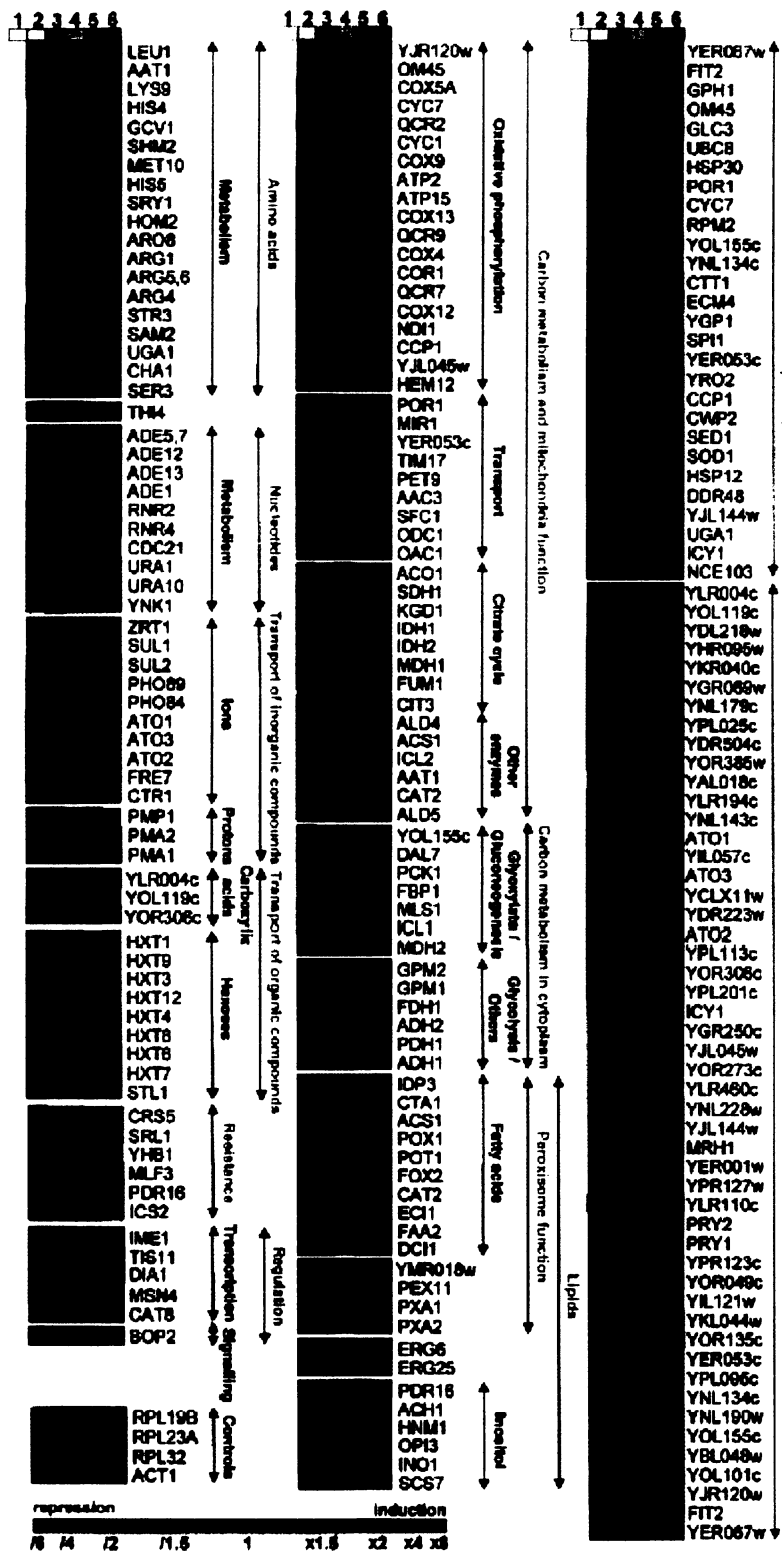 1 2 3 4 5 6
LEU1
AAT1
LYS9
HIS4
GCV1
SHM2
MET10
HIS5
SRY1
HOM2
ARO8
ARG1
ARG5,6
ARG4
STR3
SAM2
UGA1
CHA1
SER3
Metabolism
Amino acids
THI4
ADE5,7
ADE12
ADE13
ADE1
RNR2
RNR4
CDC21
URA1
URA10
YNK1
Metabolism
Nucleotides
ZRT1
SUL1
SUL2
PHO89
PHO84
ATO1
ATO3
ATO2
FRE7
CTR1
Ions
PMP1
PMA2
PMA1
Protons
Transport of inorganic compounds
YLR004c
YOL119c
YOR306c
Carboxylic
acids
HXT1
HXT9
HXT3
HXT12
HXT4
HXT8
HXT6
HXT7
STL1
Hexoses
Transport of organic compounds
CRS5
SRL1
YHB1
MLF3
PDR16
ICS2
Resistance
IME1
TIS11
DIA1
MSN4
CAT8
Transcription
BOP2
Signalling
Regulation
RPL19B
RPL23A
RPL32
ACT1
Controls
1 2 3 4 5 6
YJR120w
OM45
COX5A
CYC7
QCR2
CYC1
COX9
ATP2
ATP15
COX13
QCR9
COX4
COR1
QCR7
COX12
NDI1
CCP1
YJL045w
HEM12
Oxidative phosphorylation
POR1
MIR1
YER053c
TIM17
PET9
AAC3
SFC1
ODC1
OAC1
Transport
ACO1
SDH1
KGD1
IDH1
IDH2
MDH1
FUM1
CIT3
Citrate cycle
ALD4
ACS1
ICL2
AAT1
CAT2
ALD5
Other
enzymes
Carbon metabolism and mitochondria function
YOL155c
DAL7
PCK1
FBP1
MLS1
ICL1
MDH2
Glyoxylate /
Gluconeogenesis
GPM2
GPM1
FDH1
ADH2
PDH1
ADH1
Glycolysis /
Others
Carbon metabolism in cytoplasm
IDP3
CTA1
ACS1
POX1
POT1
FOX2
CAT2
ECI1
FAA2
DCI1
Fatty acids
YMR018w
PEX11
PXA1
PXA2
Peroxisome function
ERG6
ERG25
PDR16
ACH1
HNM1
OPI3
INO1
SCS7
Inositol
Lipids
1 2 3 4 5 6
YER067w
FIT2
GPH1
OM45
GLC3
UBC8
HSP30
POR1
CYC7
RPM2
YOL155c
YNL134c
CTT1
ECM4
YGP1
SPI1
YER053c
YRO2
CCP1
CWP2
SED1
SOD1
HSP12
DDR48
YJL144w
UGA1
ICY1
NCE103
YLR004c
YOL119c
YDL218w
YHR095w
YKR040c
YGR069w
YNL179c
YPL025c
YDR504c
YOR385w
YAL018c
YLR194c
YNL143c
ATO1
YIL057c
ATO3
YCLX11w
YDR223w
ATO2
YPL113c
YOR306c
YPL201c
ICY1
YGR250c
YJL045w
YOR273c
YLR460c
YNL228w
YJL144w
MRH1
YER001w
YPR127w
YLR110c
PRY2
PRY1
YPR123c
YOR049c
YIL121w
YKL044w
YOR135c
YER053c
YPL095c
YNL134c
YNL190w
YOL155c
YBL048w
YOL101c
YJR120w
FIT2
YER067w
repression induction
/6 /4 /2 /1.5 1 x1.5 x2 x4 x6